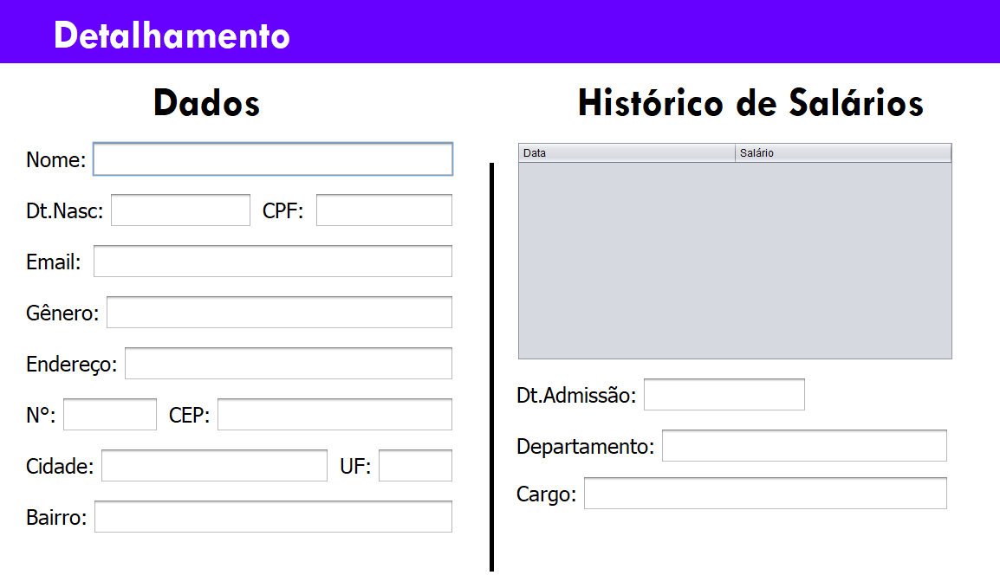 Detalhamento
Dados
Nome:
Dt.Nasc: CPF:
Email:
Gênero:
Endereço:
N°: CEP:
Cidade: UF:
Bairro:
Histórico de Salários
Data Salário
Dt.Admissão:
Departamento:
Cargo: